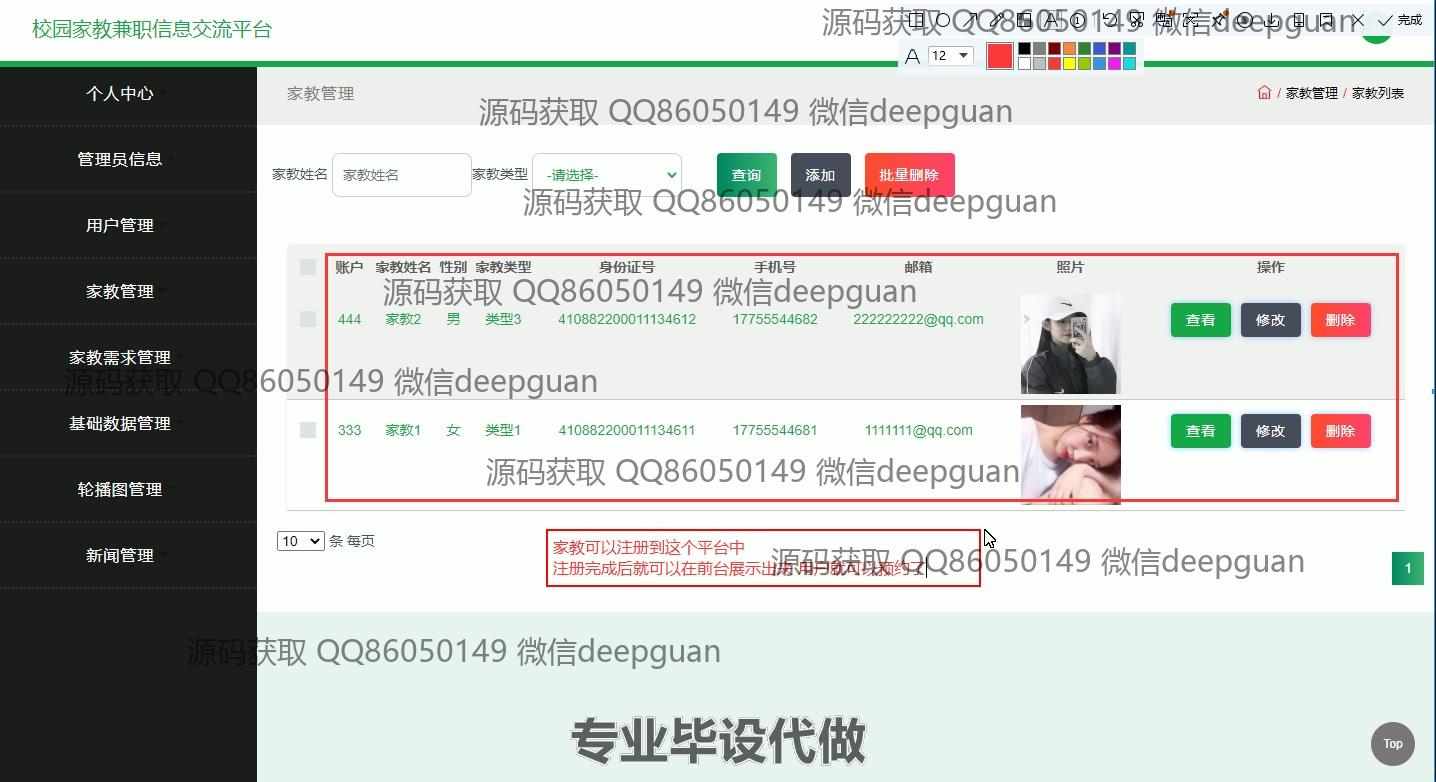 校园家教兼职信息交流平台
源码获取 QQ86050149 微信deepguan
完成
A 12
个人中心
管理员信息
用户管理
家教管理
家教需求管理
基础数据管理
轮播图管理
新闻管理
家教管理
/ 家教管理 / 家教列表
源码获取 QQ86050149 微信deepguan
家教姓名 家教姓名 家教类型 -请选择- 查询 添加 批量删除
源码获取 QQ86050149 微信deepguan
账户 家教姓名 性别 家教类型 身份证号 手机号 邮箱 照片 操作
源码获取 QQ86050149 微信deepguan
444 家教2 男 类型3 410882200011134612 17755544682 222222222@qq.com 查看 修改 删除
源码获取 QQ86050149 微信deepguan
333 家教1 女 类型1 410882200011134611 17755544681 1111111@qq.com 查看 修改 删除
源码获取 QQ86050149 微信deepguan
10 条 每页
家教可以注册到这个平台中
注册完成后就可以在前台展示出来 用户就可以预约了
源码获取 QQ86050149 微信deepguan
1
源码获取 QQ86050149 微信deepguan
专业毕设代做
Top